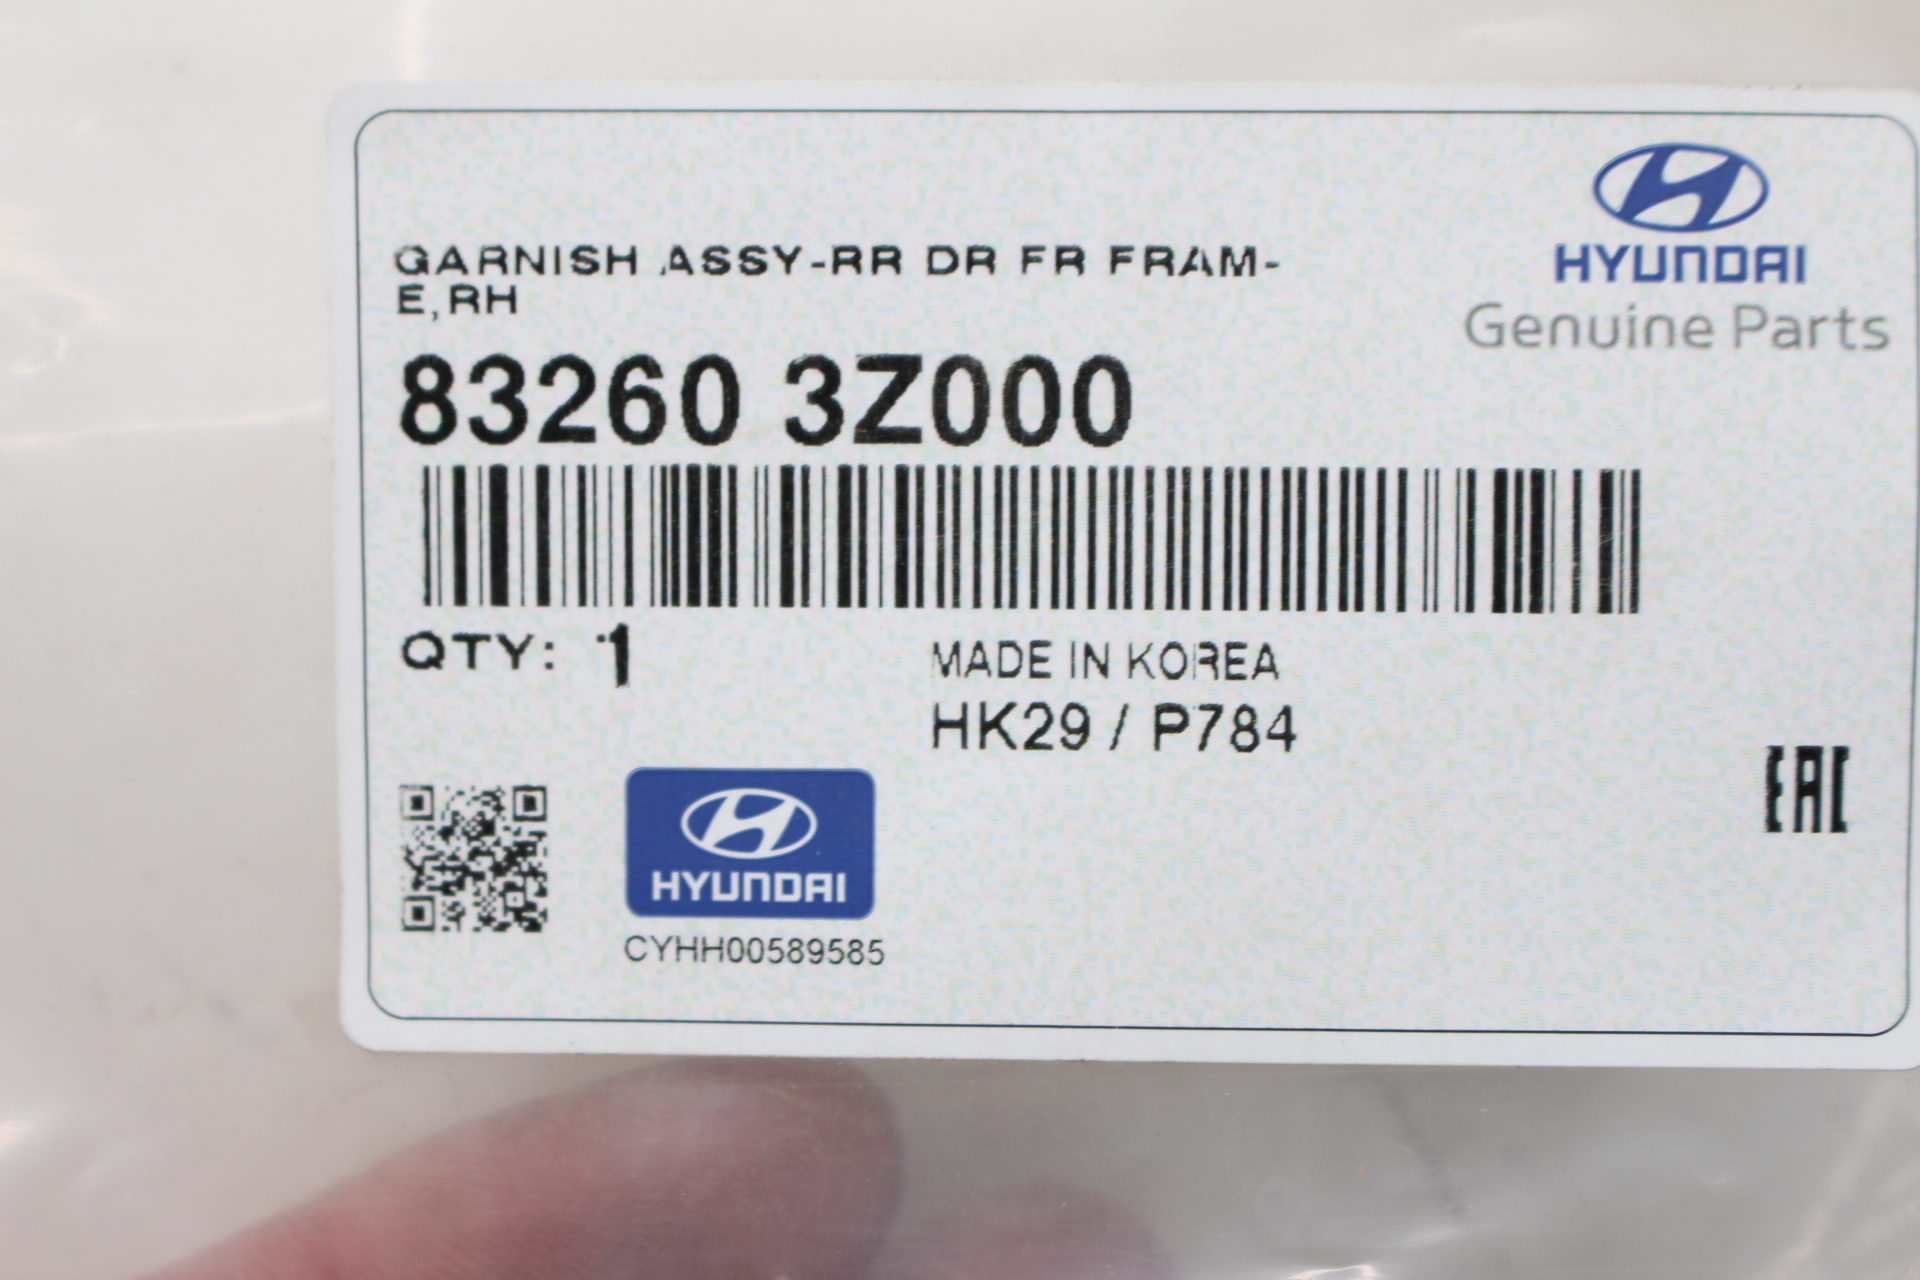 HYUNDAI
Genuine Parts
GARNISH ASSY-RR DR FR FRAM-
E,RH
83260 3Z000
QTY: 1
MADE IN KOREA
HK29 / P784
EAC
HYUNDAI
CYHH00589585